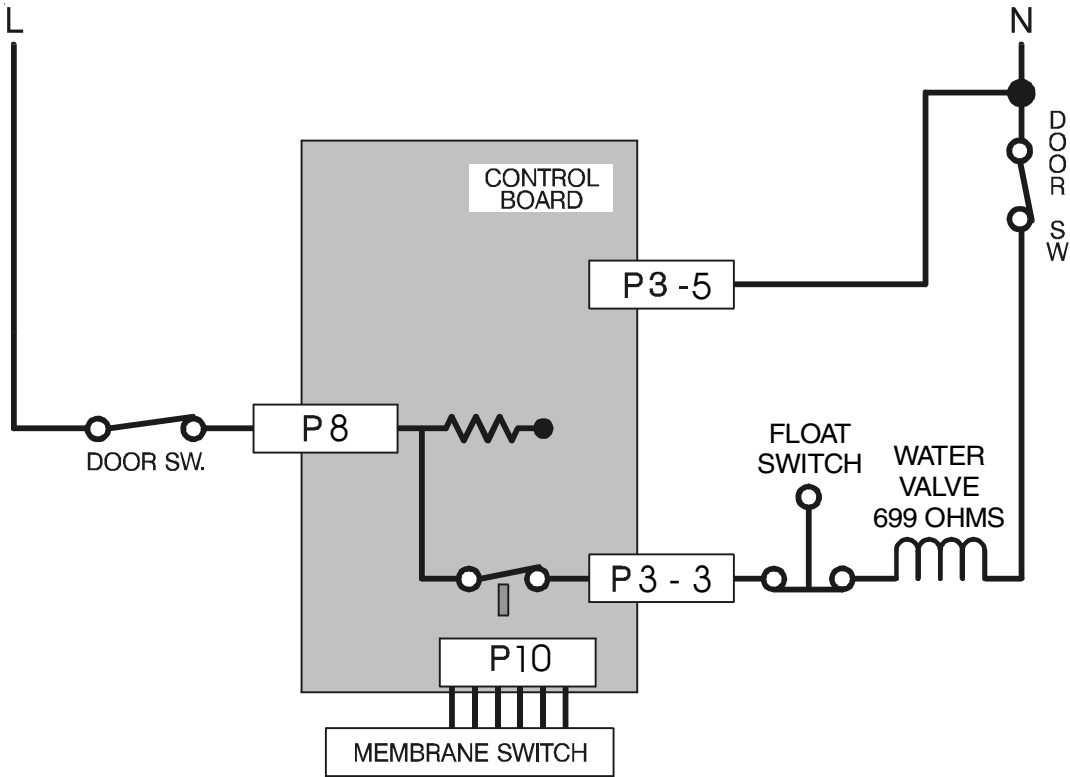 L
N
DOOR SW
CONTROL
BOARD
P3 -5
P8
DOOR SW.
FLOAT
SWITCH
WATER
VALVE
699 OHMS
P3 - 3
P10
MEMBRANE SWITCH